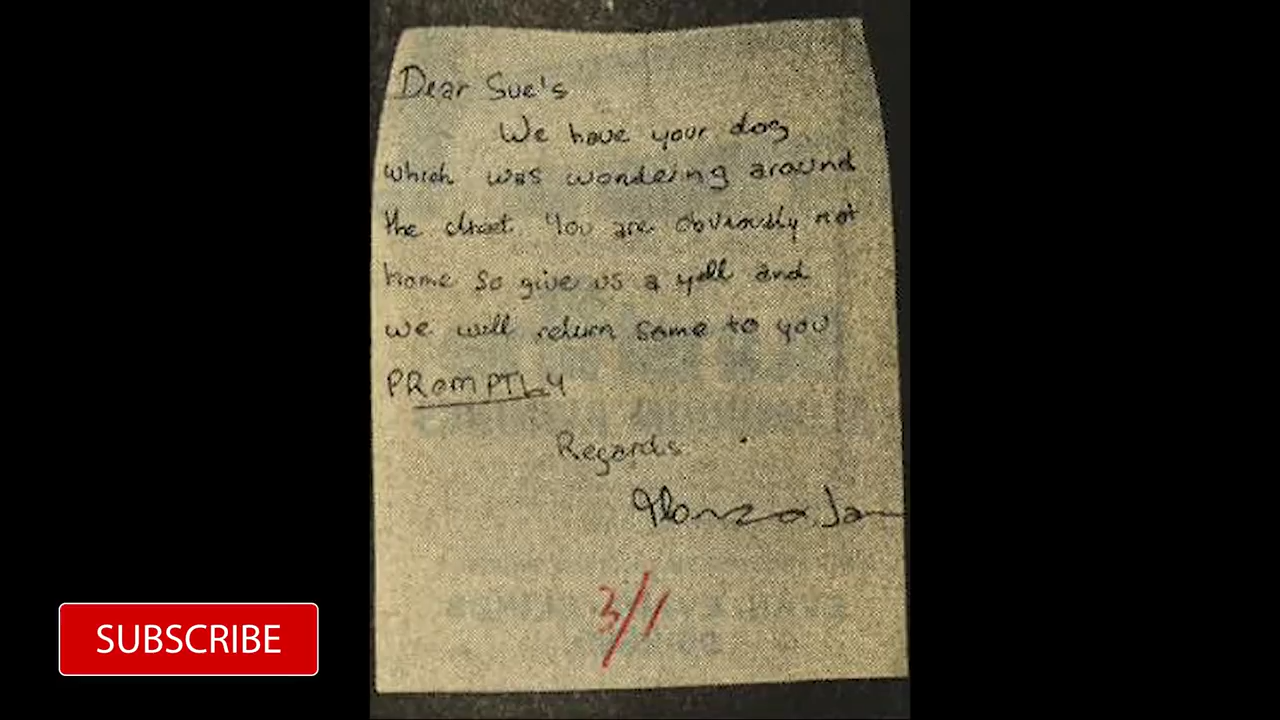 Dear Sue's
We have your dog
which was wondering around
the street. You are obviously not
home so give us a yell and
we will return same to you
PROMPTLY
Regards
3/1
SUBSCRIBE